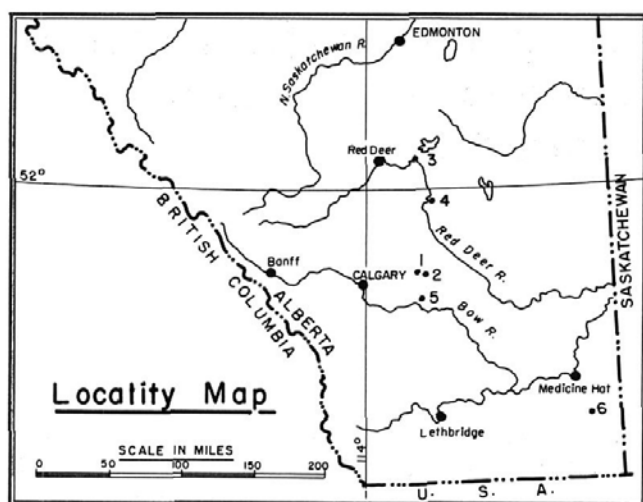 EDMONTON
N. Saskatchewan R.
Red Deer
3
52°
4
SASKATCHEWAN
BRITISH COLUMBIA
ALBERTA
Red Deer R.
Banff
1
2
CALGARY
5
Bow R.
Locality Map
Medicine Hat
6
Lethbridge
SCALE IN MILES
114°
0 50 100 150 200
U. S. A.